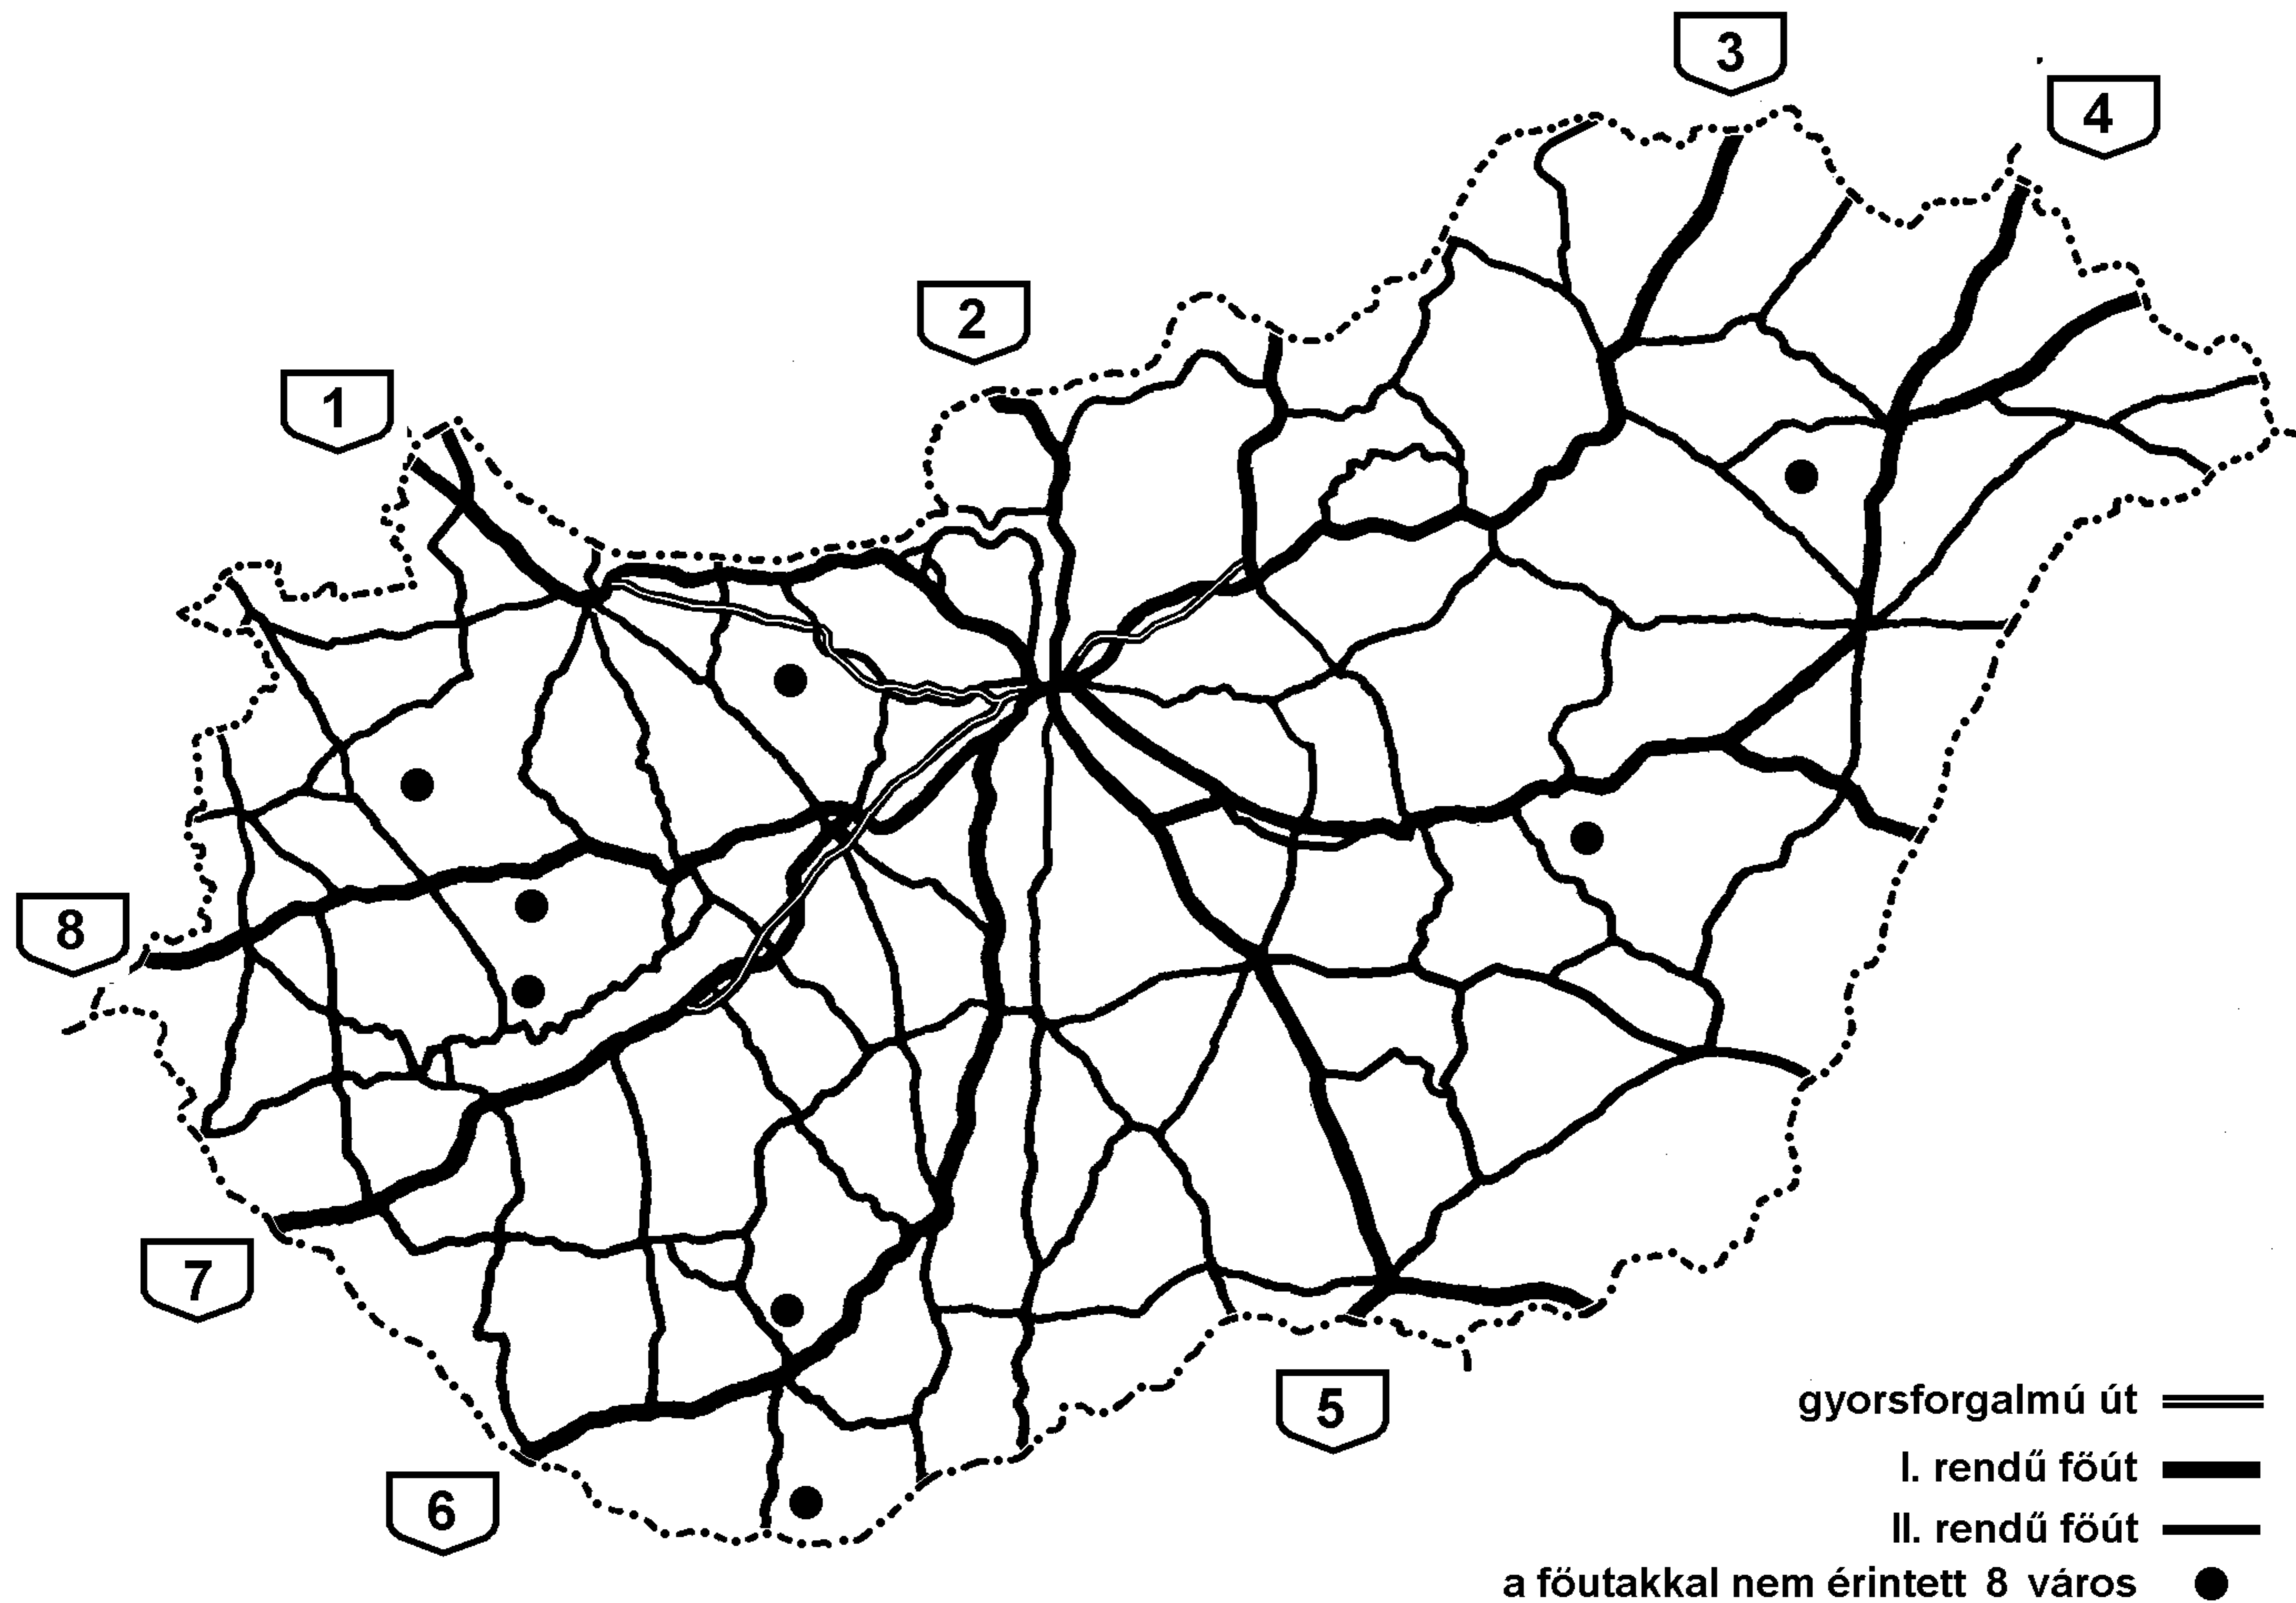 3
4
2
1
8
7
5
6
gyorsforgalmú út
I. rendű főút
II. rendű főút
a főutakkal nem érintett 8 város